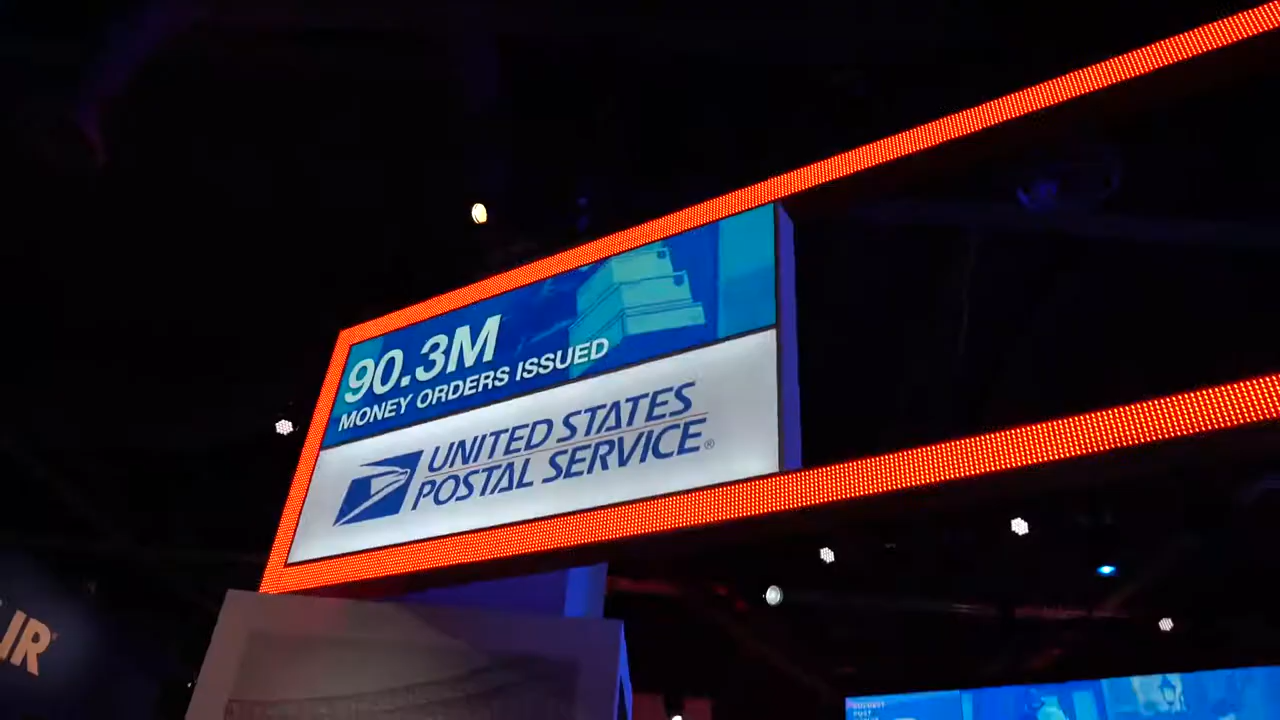 90.3M
MONEY ORDERS ISSUED
UNITED STATES
POSTAL SERVICE®